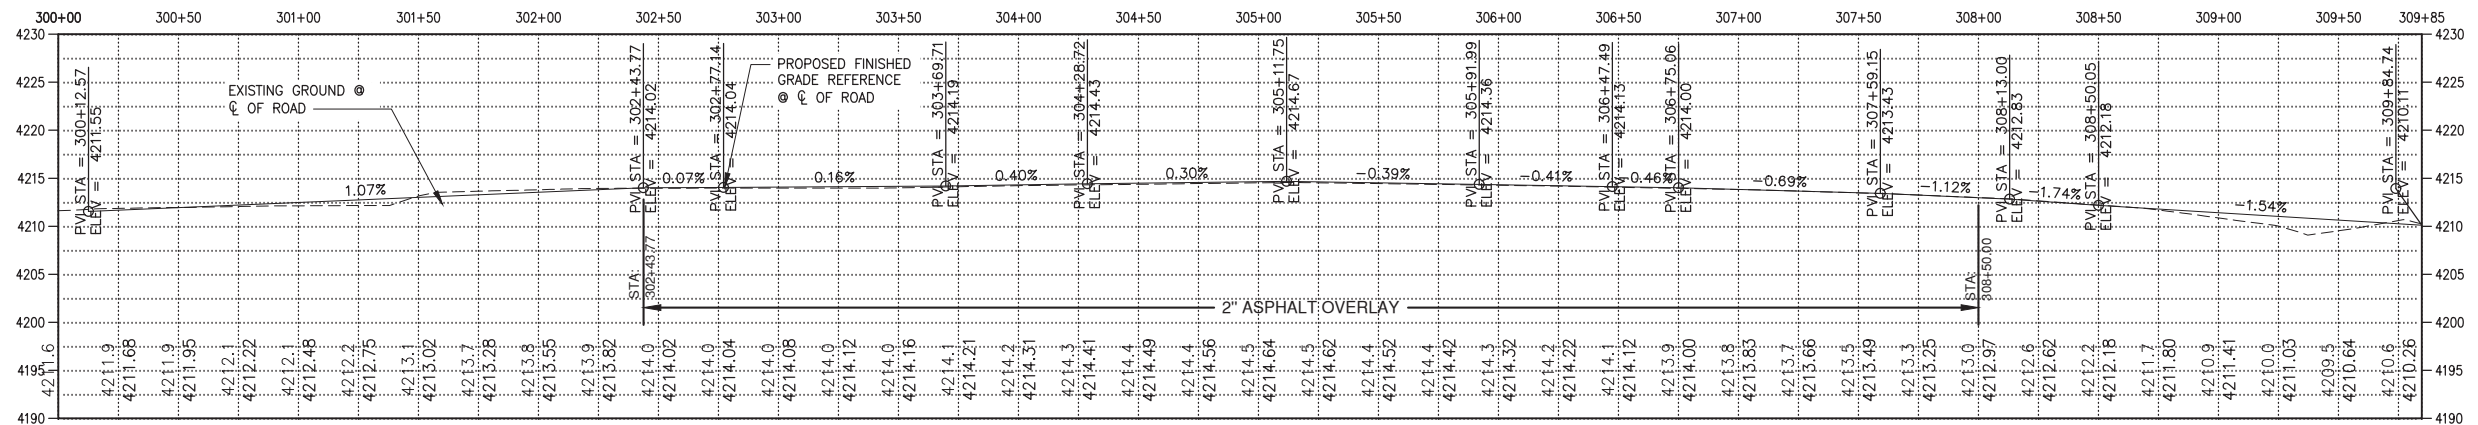 300+00 300+50 301+00 301+50 302+00 302+50 303+00 303+50 304+00 304+50 305+00 305+50 306+00 306+50 307+00 307+50 308+00 308+50 309+00 309+50 309+85
4230 4230
4225 4225
4220 4220
4215 4215
4210 4210
4205 4205
4200 4200
4195 4195
4190 4190
EXISTING GROUND @
℄ OF ROAD
PROPOSED FINISHED
GRADE REFERENCE
@ ℄ OF ROAD
PVI STA = 300+12.57
ELEV = 4211.55
PVI STA = 302+43.77
ELEV = 4214.02
PVI STA = 302+77.14
ELEV = 4214.04
PVI STA = 303+69.71
ELEV = 4214.19
PVI STA = 304+28.72
ELEV = 4214.43
PVI STA = 305+11.75
ELEV = 4214.67
PVI STA = 305+91.99
ELEV = 4214.36
PVI STA = 306+47.49
ELEV = 4214.13
PVI STA = 306+75.06
ELEV = 4214.00
PVI STA = 307+59.15
ELEV = 4213.43
PVI STA = 308+13.00
ELEV = 4212.83
PVI STA = 308+50.05
ELEV = 4212.18
PVI STA = 309+84.74
ELEV = 4210.11
1.07% 0.07% 0.16% 0.40% 0.30% -0.39% -0.41% -0.46% -0.69% -1.12% -1.74% -1.54%
STA:
302+43.77
2" ASPHALT OVERLAY
STA:
308+50.00
4211.6
4211.9
4211.68
4211.9
4211.95
4212.1
4212.22
4212.1
4212.48
4212.2
4212.75
4213.1
4213.02
4213.7
4213.28
4213.8
4213.55
4213.9
4213.82
4214.0
4214.02
4214.0
4214.04
4214.0
4214.08
4214.0
4214.12
4214.0
4214.16
4214.1
4214.21
4214.2
4214.31
4214.3
4214.41
4214.4
4214.49
4214.4
4214.56
4214.5
4214.64
4214.5
4214.62
4214.5
4214.52
4214.4
4214.42
4214.3
4214.32
4214.2
4214.22
4214.1
4214.12
4213.9
4214.00
4213.8
4213.83
4213.7
4213.66
4213.5
4213.49
4213.3
4213.25
4213.0
4212.97
4212.6
4212.62
4212.2
4212.18
4211.7
4211.80
4210.9
4211.41
4210.0
4211.03
4209.5
4210.64
4210.6
4210.26